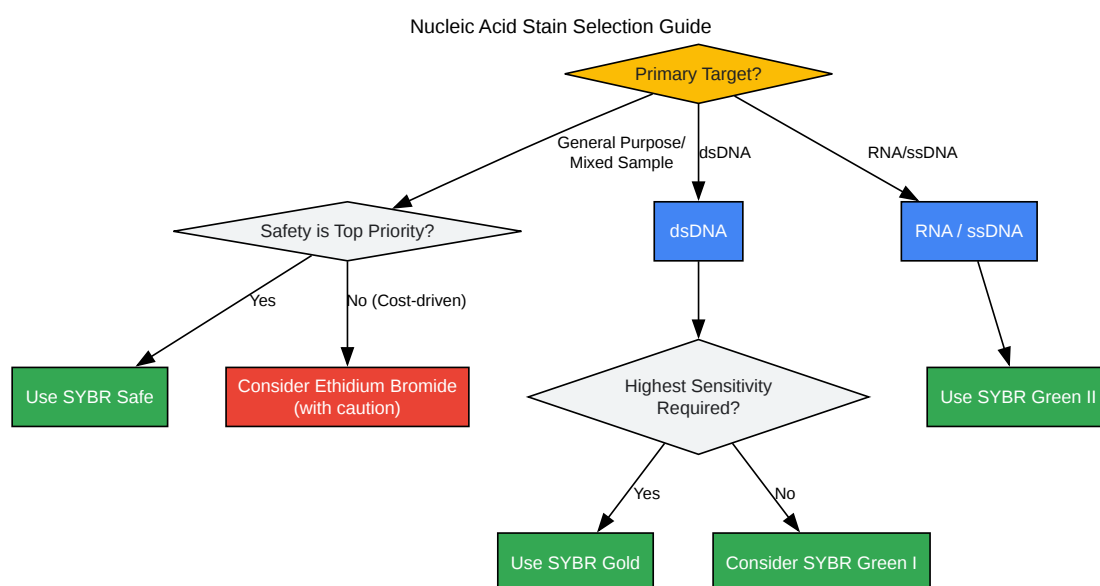 Nucleic Acid Stain Selection Guide
Primary Target?
General Purpose/
Mixed Sample
dsDNA
RNA/ssDNA
Safety is Top Priority?
dsDNA
RNA / ssDNA
Yes
No (Cost-driven)
Use SYBR Safe
Consider Ethidium Bromide
(with caution)
Highest Sensitivity
Required?
Use SYBR Green II
Yes
No
Use SYBR Gold
Consider SYBR Green I